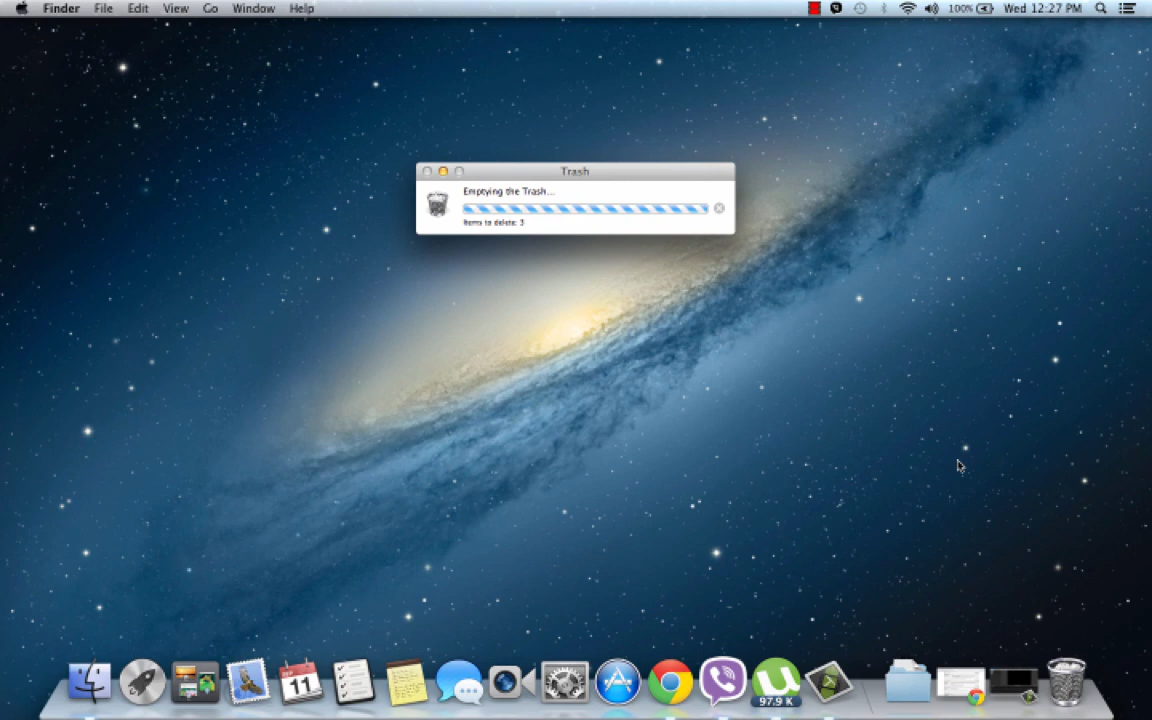 Finder File Edit View Go Window Help 100% Wed 12:27 PM
Trash
Emptying the Trash...
Items to delete: 3
SEP
11
97.9 K